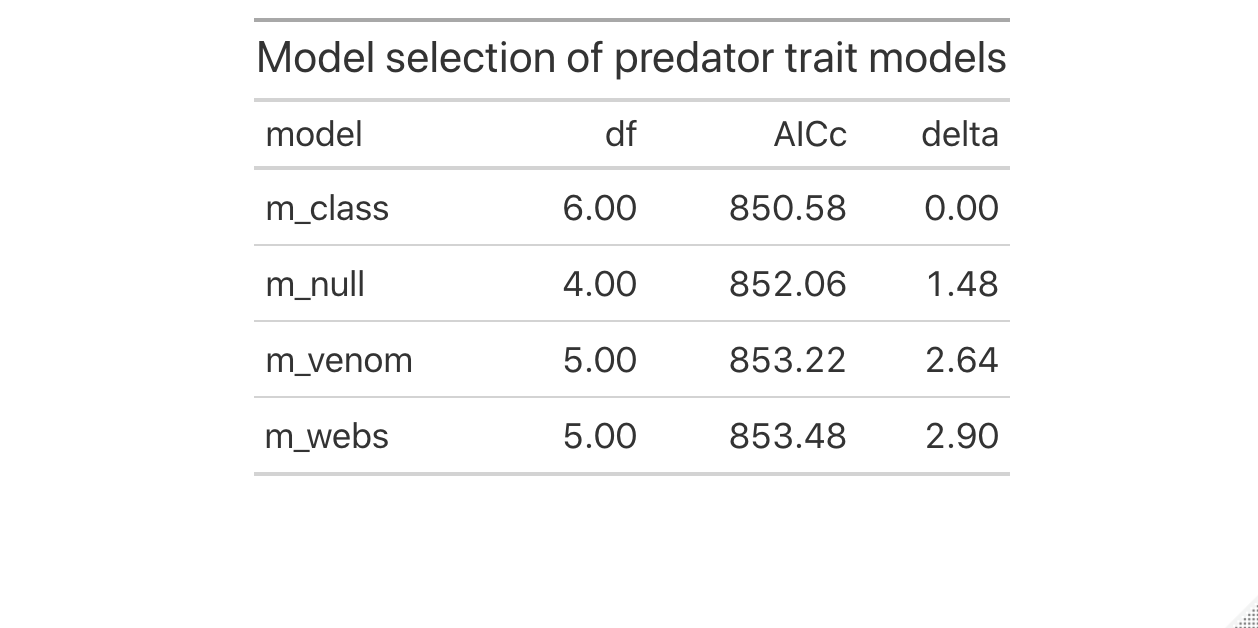 Model selection of predator trait models
model df AICc delta
m_class 6.00 850.58 0.00
m_null 4.00 852.06 1.48
m_venom 5.00 853.22 2.64
m_webs 5.00 853.48 2.90